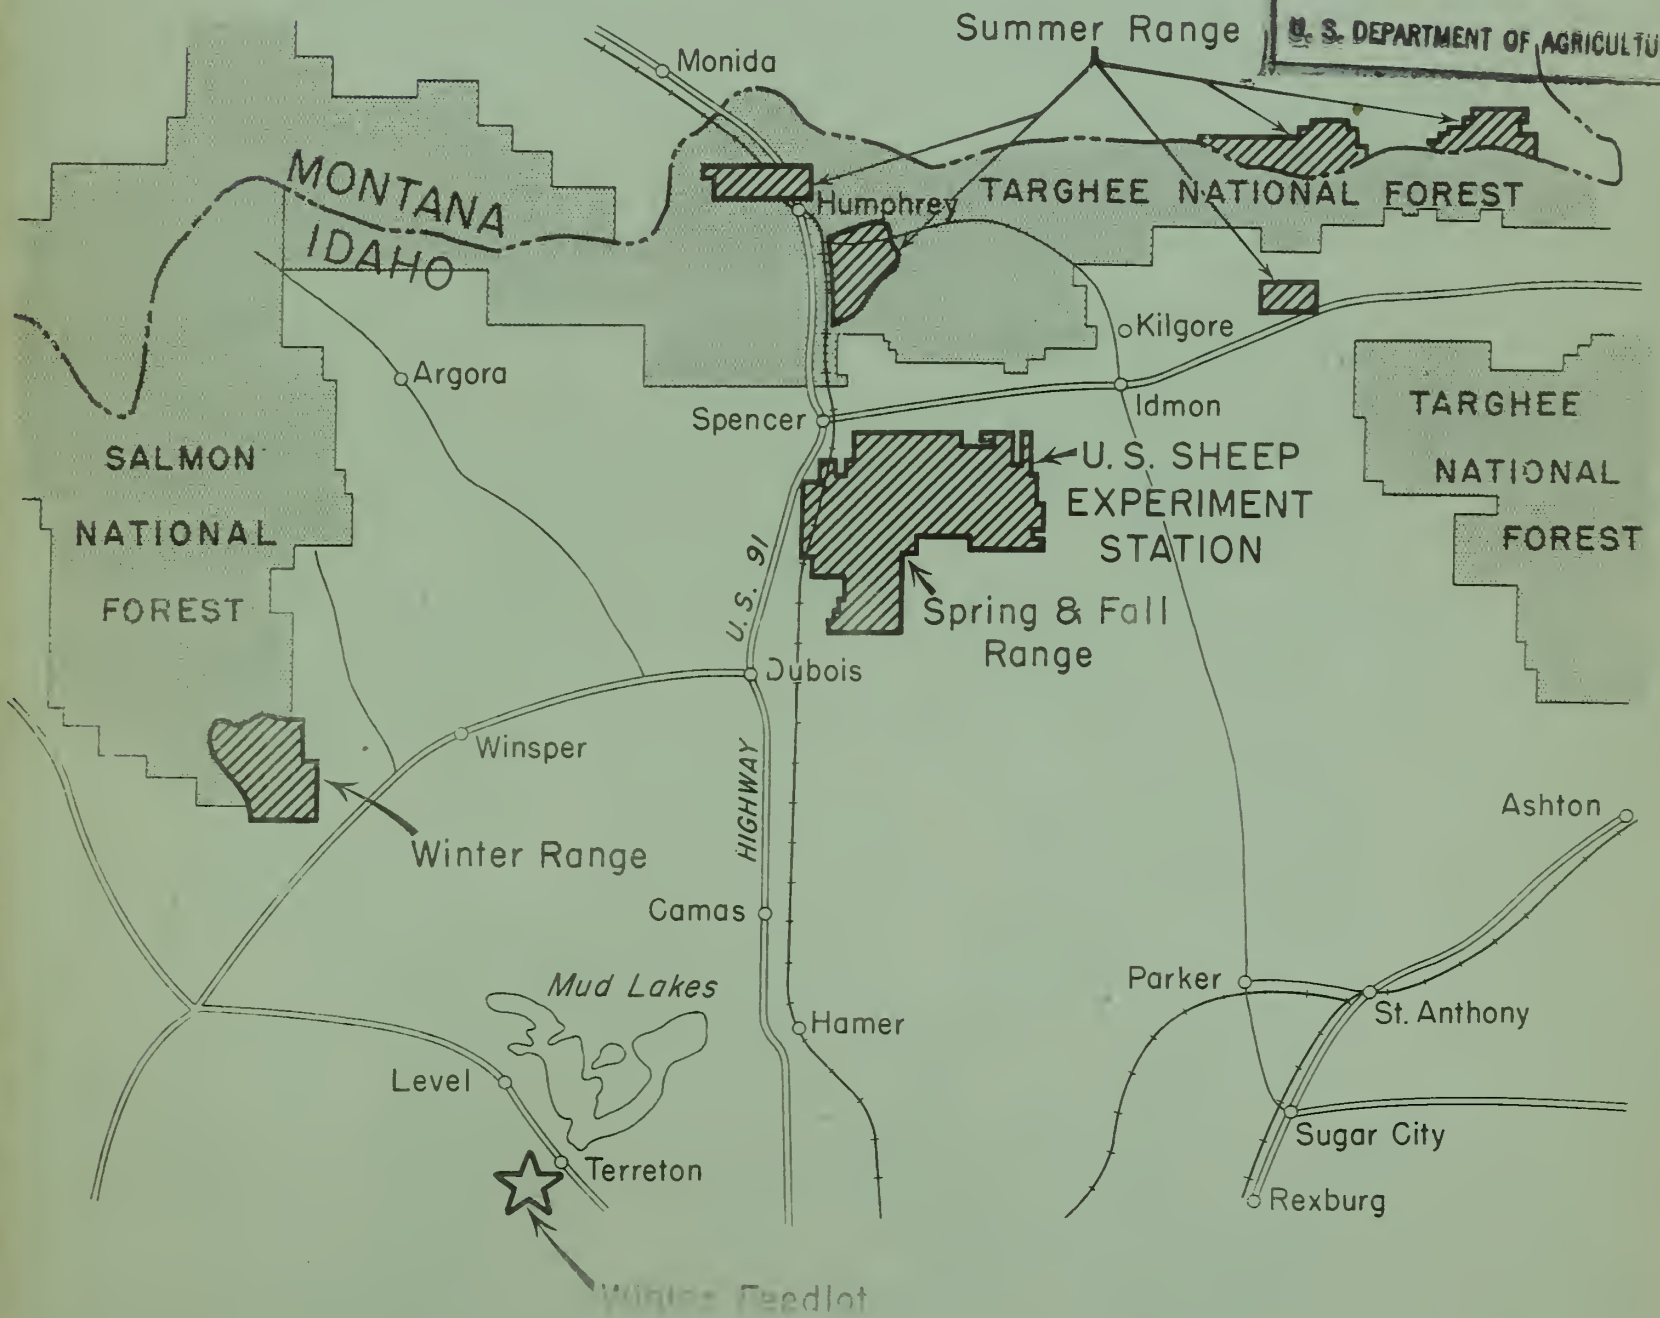 Summer Range
U. S. DEPARTMENT OF AGRICULTU
Monida
MONTANA
IDAHO
Humphrey
TARGHEE NATIONAL FOREST
Kilgore
Argora
Idmon
Spencer
TARGHEE
NATIONAL
FOREST
SALMON
NATIONAL
FOREST
U. S. SHEEP
EXPERIMENT
STATION
U. S. 91
HIGHWAY
Spring & Fall
Range
Dubois
Winsper
Winter Range
Ashton
Camas
Mud Lakes
Parker
St. Anthony
Hamer
Level
Sugar City
Terreton
Rexburg
Winter Feedlot